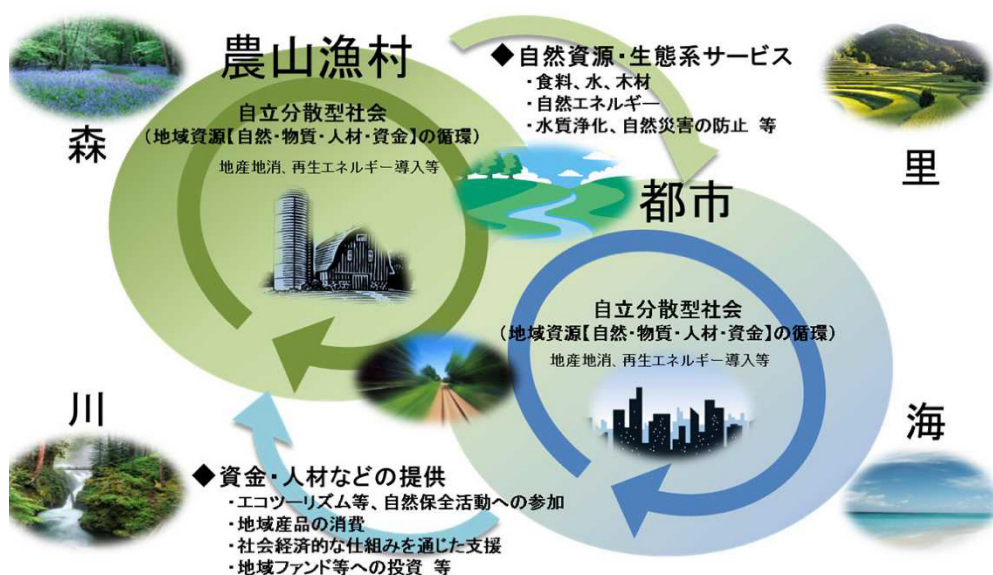 農山漁村
森
自立分散型社会
(地域資源【自然・物質・人材・資金】の循環)
地産地消、再生エネルギー導入等
◆自然資源・生態系サービス
・食料、水、木材
・自然エネルギー
・水質浄化、自然災害の防止 等
里
都市
自立分散型社会
(地域資源【自然・物質・人材・資金】の循環)
地産地消、再生エネルギー導入等
川
海
◆資金・人材などの提供
・エコツーリズム等、自然保全活動への参加
・地域産品の消費
・社会経済的な仕組みを通じた支援
・地域ファンド等への投資 等